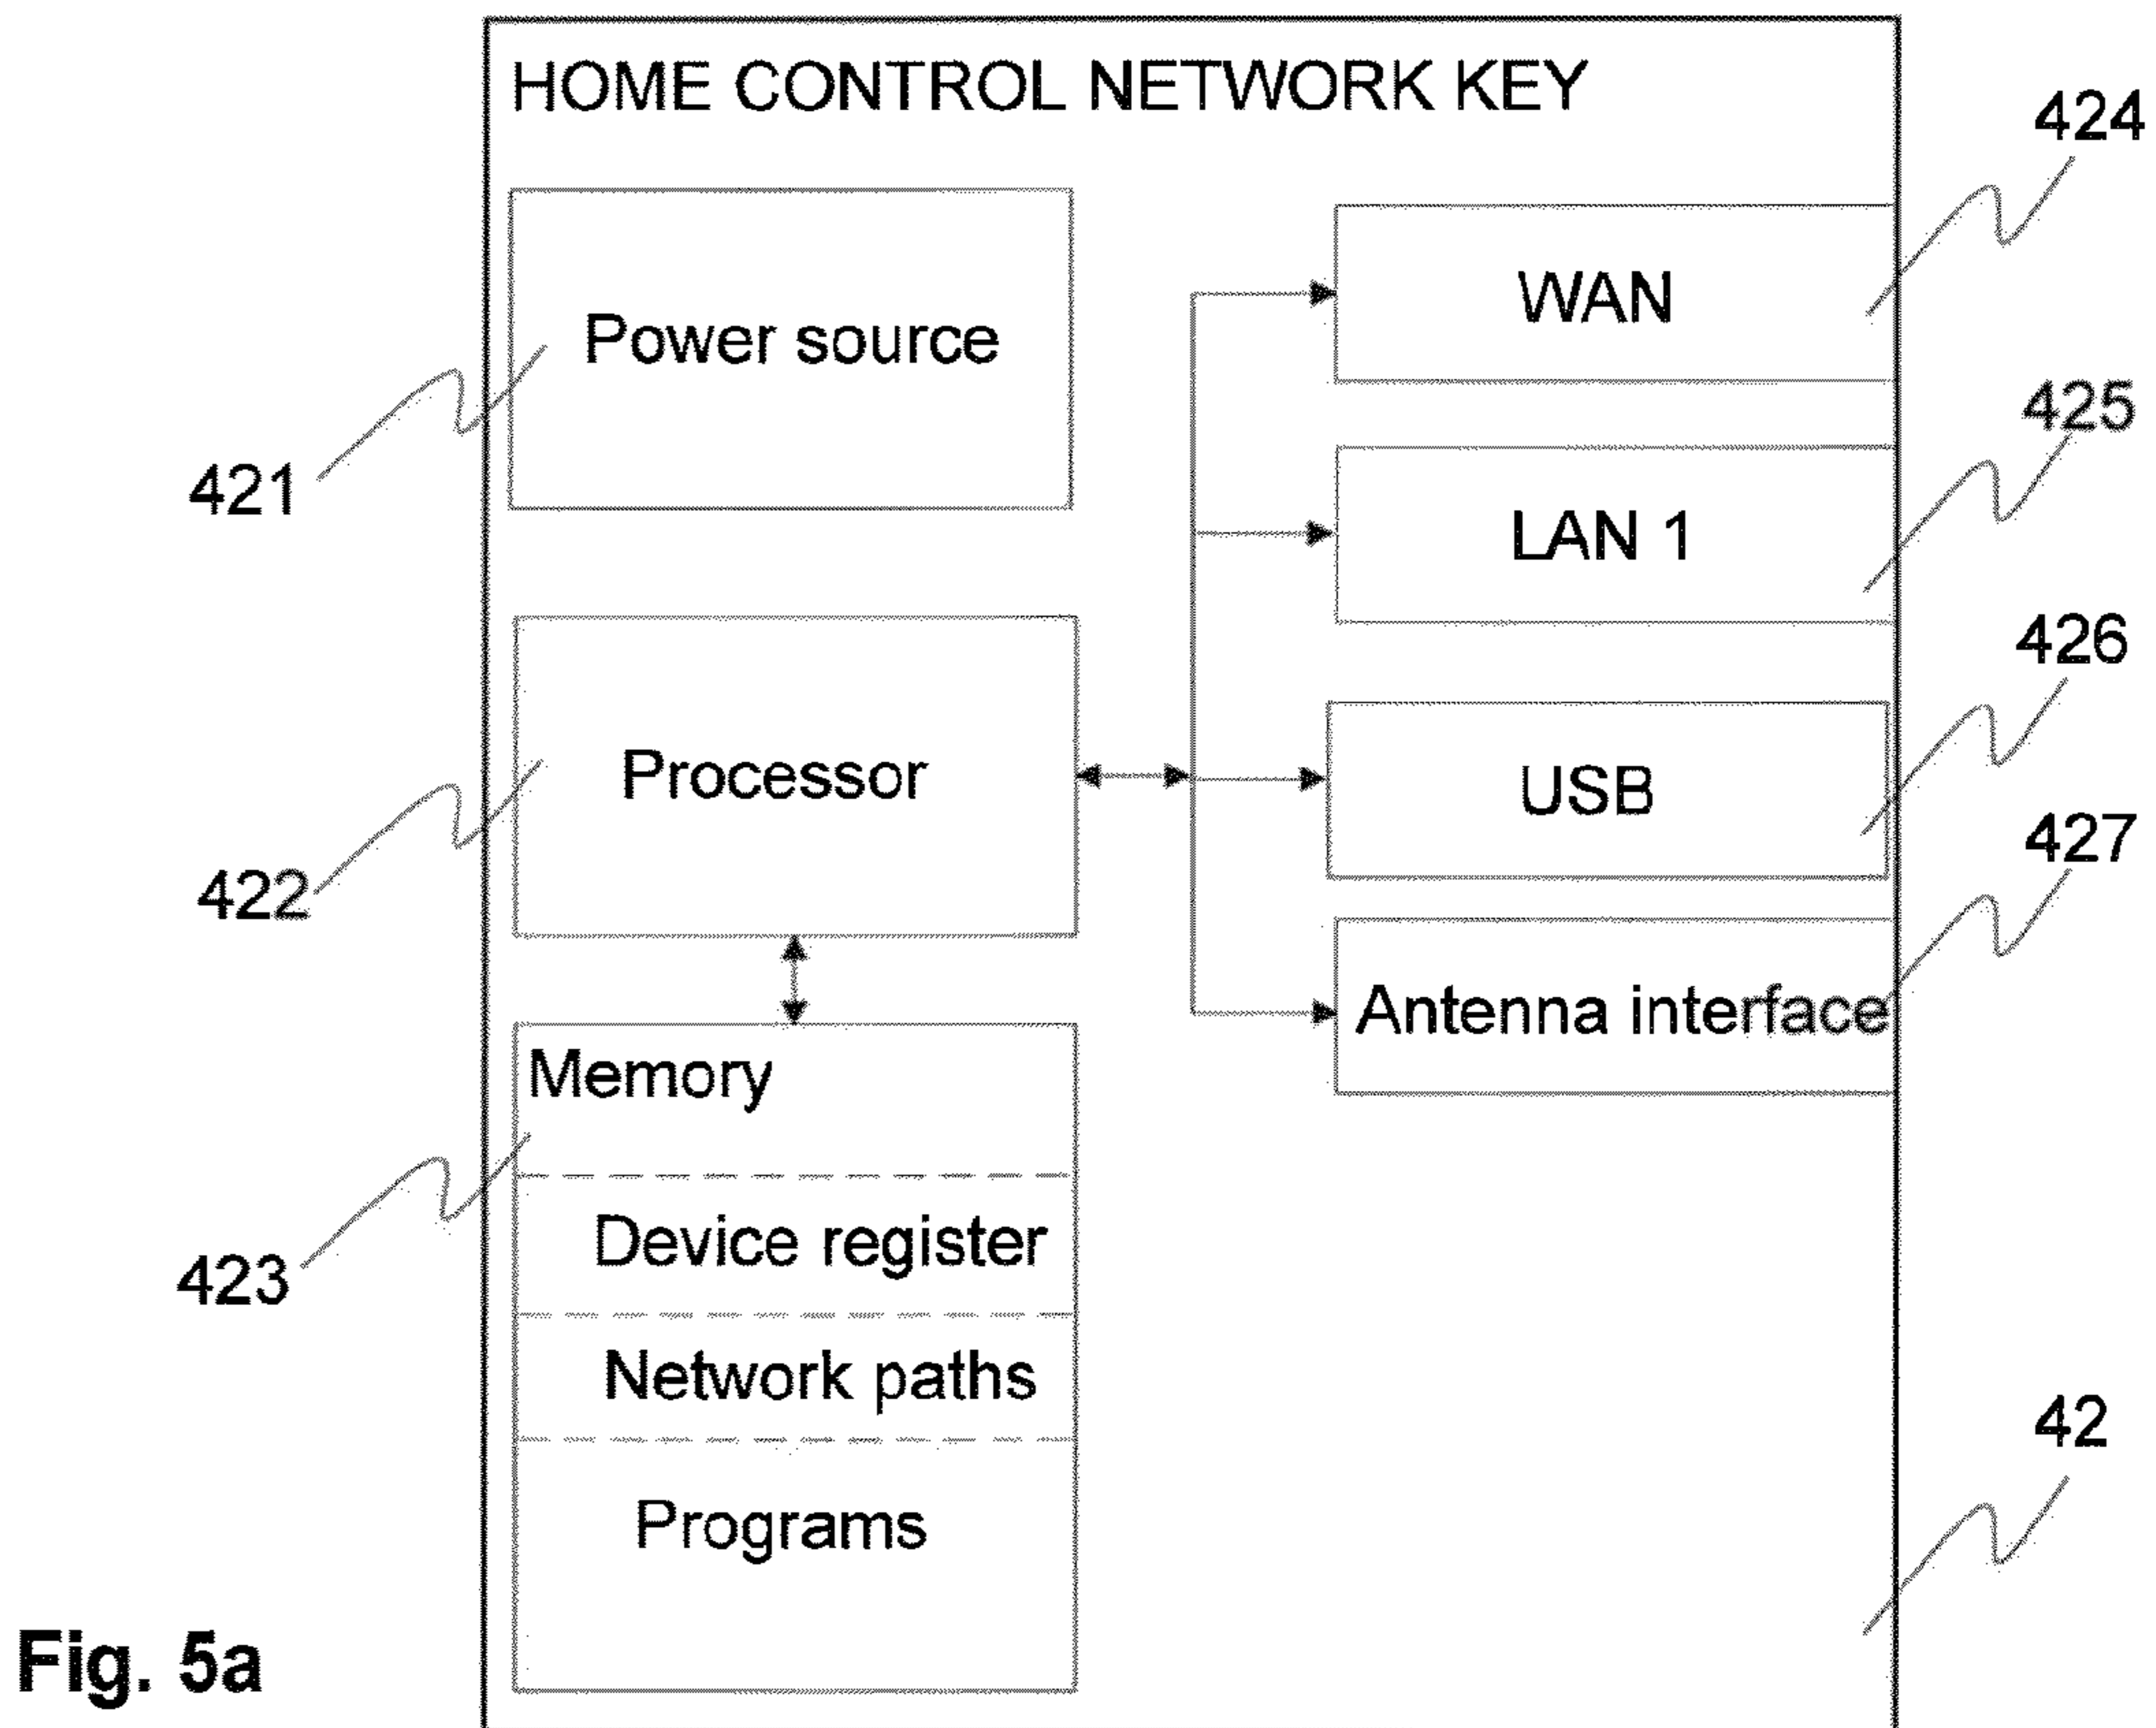 HOME CONTROL NETWORK KEY
424
Power source
WAN
421
425
LAN 1
426
Processor
USB
422
427
Antenna interface
Memory
423
Device register
Network paths
42
Programs
Fig. 5a